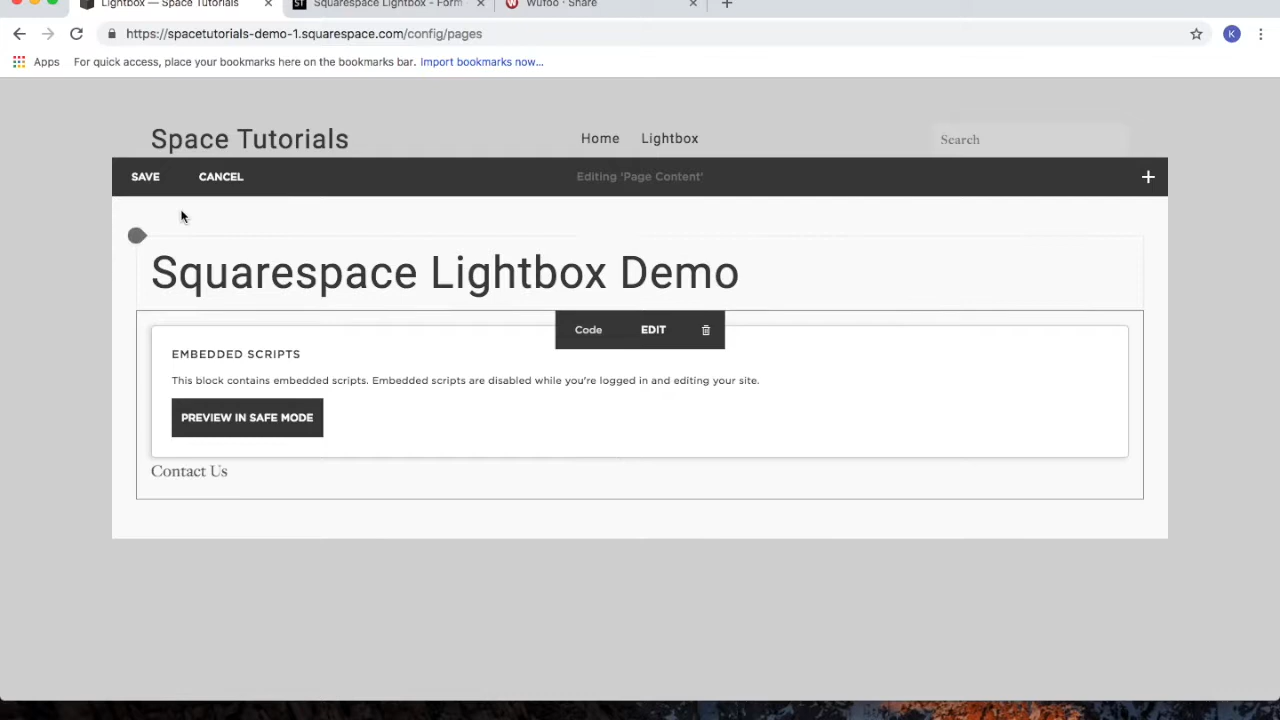 Lightbox — Space Tutorials
Squarespace Lightbox - Form
Wufoo · Share
https://spacetutorials-demo-1.squarespace.com/config/pages
K
Apps
For quick access, place your bookmarks here on the bookmarks bar. Import bookmarks now...
Space Tutorials
Home
Lightbox
Search
SAVE
CANCEL
Editing 'Page Content'
Squarespace Lightbox Demo
Code
EDIT
EMBEDDED SCRIPTS
This block contains embedded scripts. Embedded scripts are disabled while you're logged in and editing your site.
PREVIEW IN SAFE MODE
Contact Us